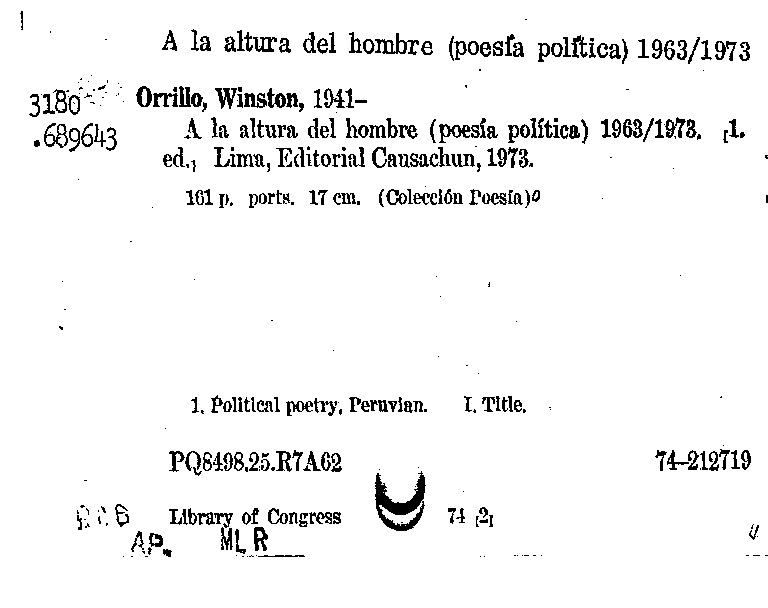 A la altura del hombre (poesía política) 1963/1973
3180
.689643
Orrillo, Winston, 1941–
A la altura del hombre (poesía política) 1963/1973. [1.
ed.] Lima, Editorial Causachun, 1973.
161 p. ports. 17 cm. (Colección Poesía)
1. Political poetry, Peruvian. I. Title.
PQ8498.25.R7A62 74–212719
Library of Congress 74 [2]
AP. MLR